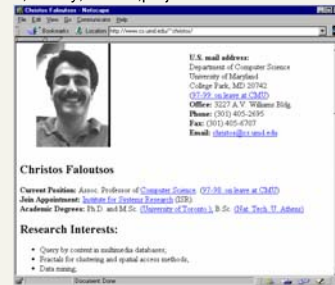 Christos Faloutsos - Netscape
File Edit View Go Communicator Help
Bookmarks Location: http://www.cs.umd.edu/~christos/
U.S. mail address:
Department of Computer Science
University of Maryland
College Park, MD 20742
(97-99: on leave at CMU)
Office: 3227 A.V. Williams Bldg.
Phone: (301) 405-2695
Fax: (301) 405-6707
Email: christos@cs.umd.edu
Christos Faloutsos
Current Position: Assoc. Professor of Computer Science. (97-98: on leave at CMU)
Join Appointment: Institute for Systems Research (ISR).
Academic Degrees: Ph.D. and M.Sc. (University of Toronto.); B.Sc. (Nat. Tech. U. Athens)
Research Interests:
• Query by content in multimedia databases;
• Fractals for clustering and spatial access methods;
• Data mining;
Document Done